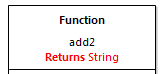 Function
add2
Returns String